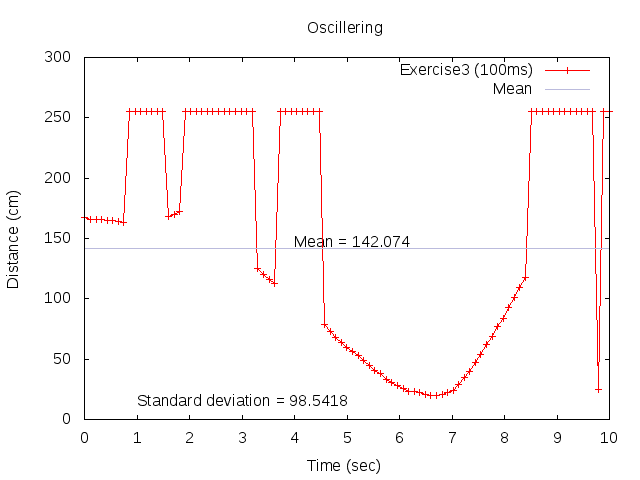 Oscillering
Exercise3 (100ms)
Mean
300
250
200
150
100
50
0
Distance (cm)
Mean = 142.074
Standard deviation = 98.5418
0 1 2 3 4 5 6 7 8 9 10
Time (sec)